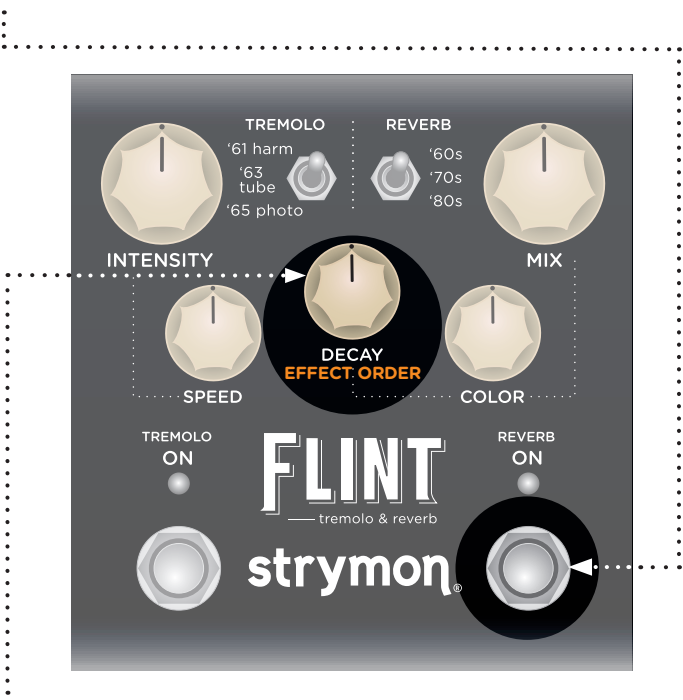 TREMOLO
REVERB
‘61 harm
‘63
tube
‘65 photo
‘60s
‘70s
‘80s
INTENSITY
MIX
DECAY
EFFECT ORDER
SPEED
COLOR
TREMOLO
ON
REVERB
ON
FLINT
tremolo & reverb
strymon®